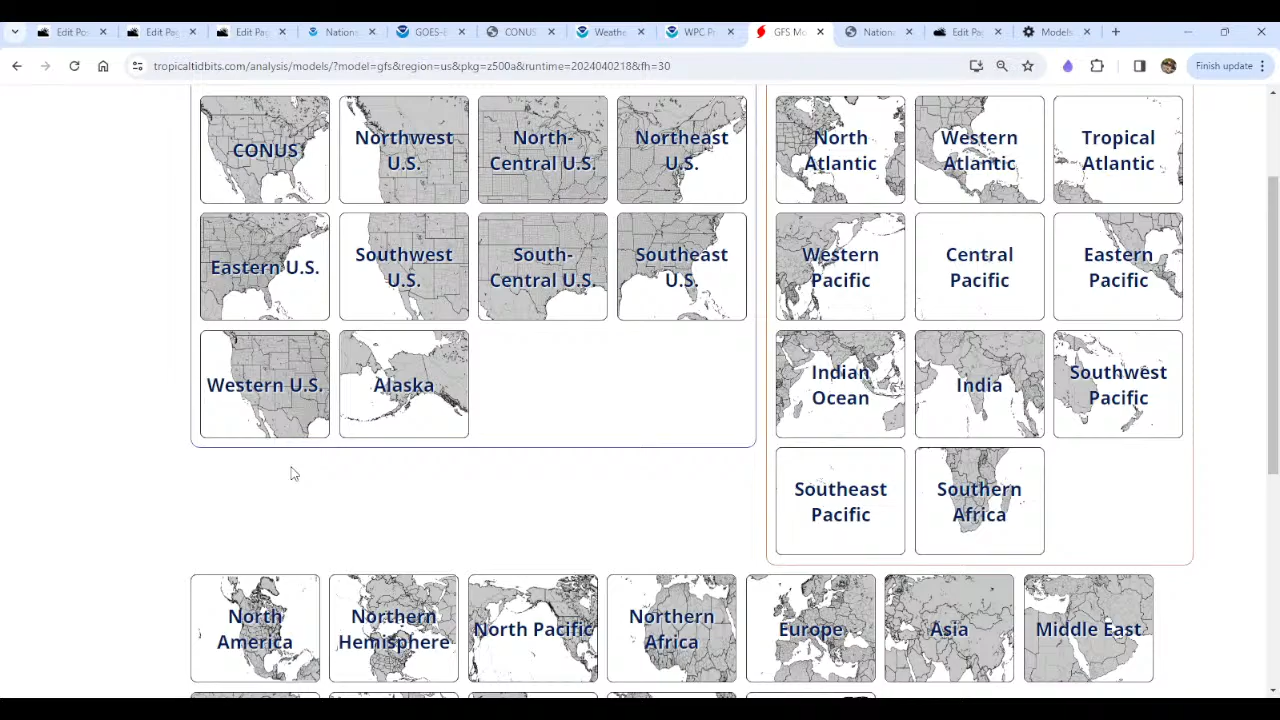 Edit Po
Edit Pa
Edit Pa
Nationa
GOES-E
CONUS
Weathe
WPC P
GFS Mo
Nationa
Edit Pa
Models
tropicaltidbits.com/analysis/models/?model=gfs&region=us&pkg=z500a&runtime=2024040218&fh=30
Finish update
CONUS
Northwest
U.S.
North-
Central U.S.
Northeast
U.S.
Eastern U.S.
Southwest
U.S.
South-
Central U.S.
Southeast
U.S.
Western U.S.
Alaska
North
Atlantic
Western
Atlantic
Tropical
Atlantic
Western
Pacific
Central
Pacific
Eastern
Pacific
Indian
Ocean
India
Southwest
Pacific
Southeast
Pacific
Southern
Africa
North
America
Northern
Hemisphere
North Pacific
Northern
Africa
Europe
Asia
Middle East